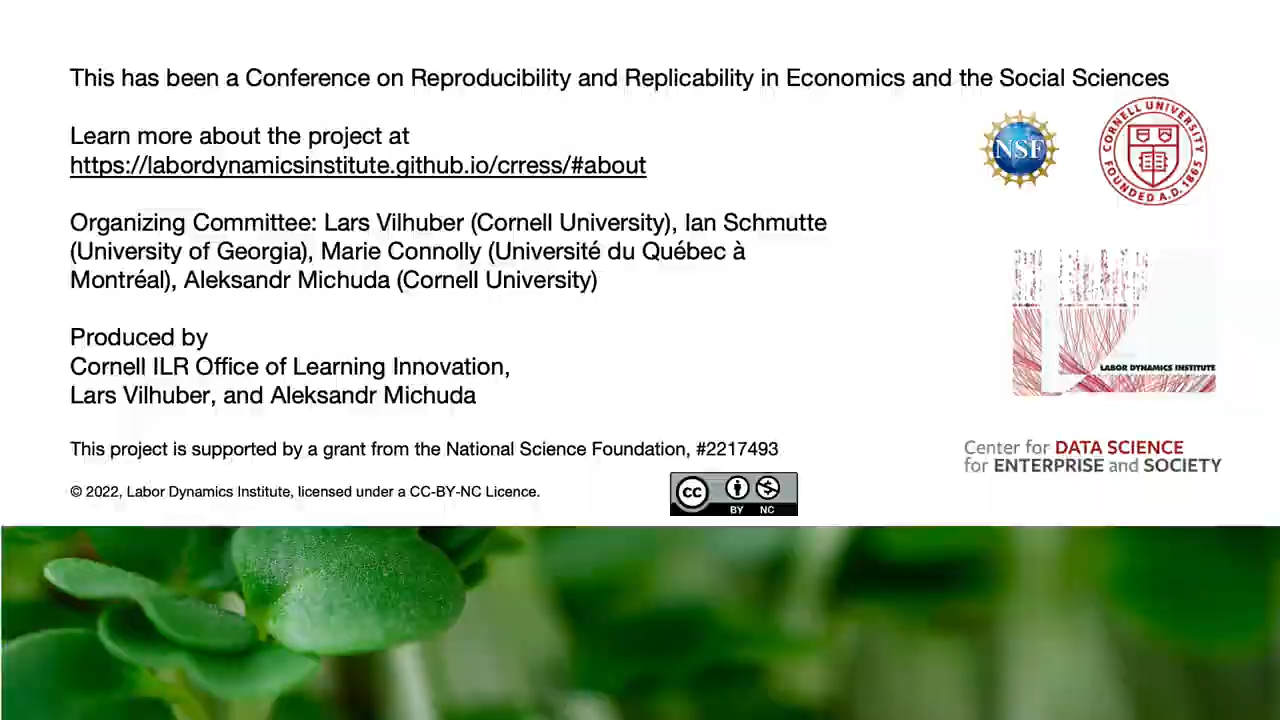 This has been a Conference on Reproducibility and Replicability in Economics and the Social Sciences
Learn more about the project at
https://labordynamicsinstitute.github.io/crress/#about
Organizing Committee: Lars Vilhuber (Cornell University), Ian Schmutte
(University of Georgia), Marie Connolly (Université du Québec à
Montréal), Aleksandr Michuda (Cornell University)
Produced by
Cornell ILR Office of Learning Innovation,
Lars Vilhuber, and Aleksandr Michuda
This project is supported by a grant from the National Science Foundation, #2217493
© 2022, Labor Dynamics Institute, licensed under a CC-BY-NC Licence.
cc
BY NC
NSF
CORNELL UNIVERSITY
FOUNDED A.D. 1865
LABOR DYNAMICS INSTITUTE
Center for DATA SCIENCE
for ENTERPRISE and SOCIETY